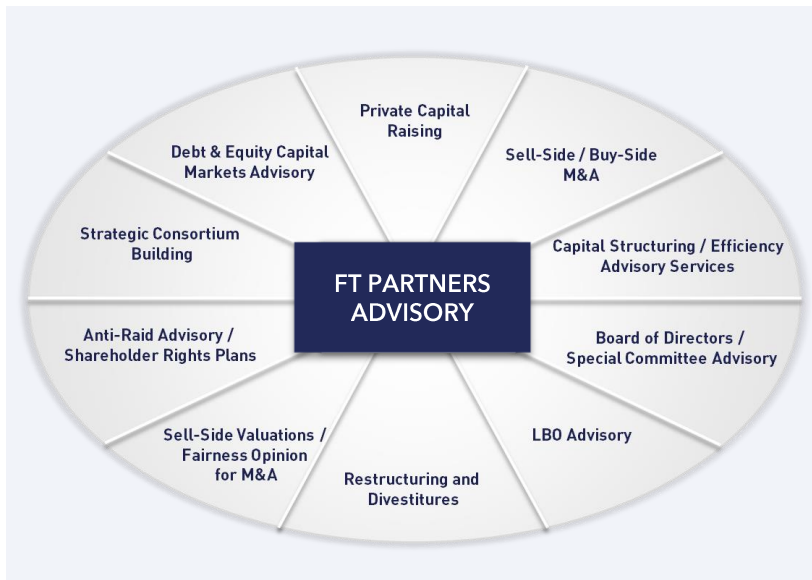 Private Capital
Raising
Sell-Side / Buy-Side
M&A
Capital Structuring / Efficiency
Advisory Services
Board of Directors /
Special Committee Advisory
LBO Advisory
Restructuring and
Divestitures
Sell-Side Valuations /
Fairness Opinion
for M&A
Anti-Raid Advisory /
Shareholder Rights Plans
Strategic Consortium
Building
Debt & Equity Capital
Markets Advisory
FT PARTNERS
ADVISORY